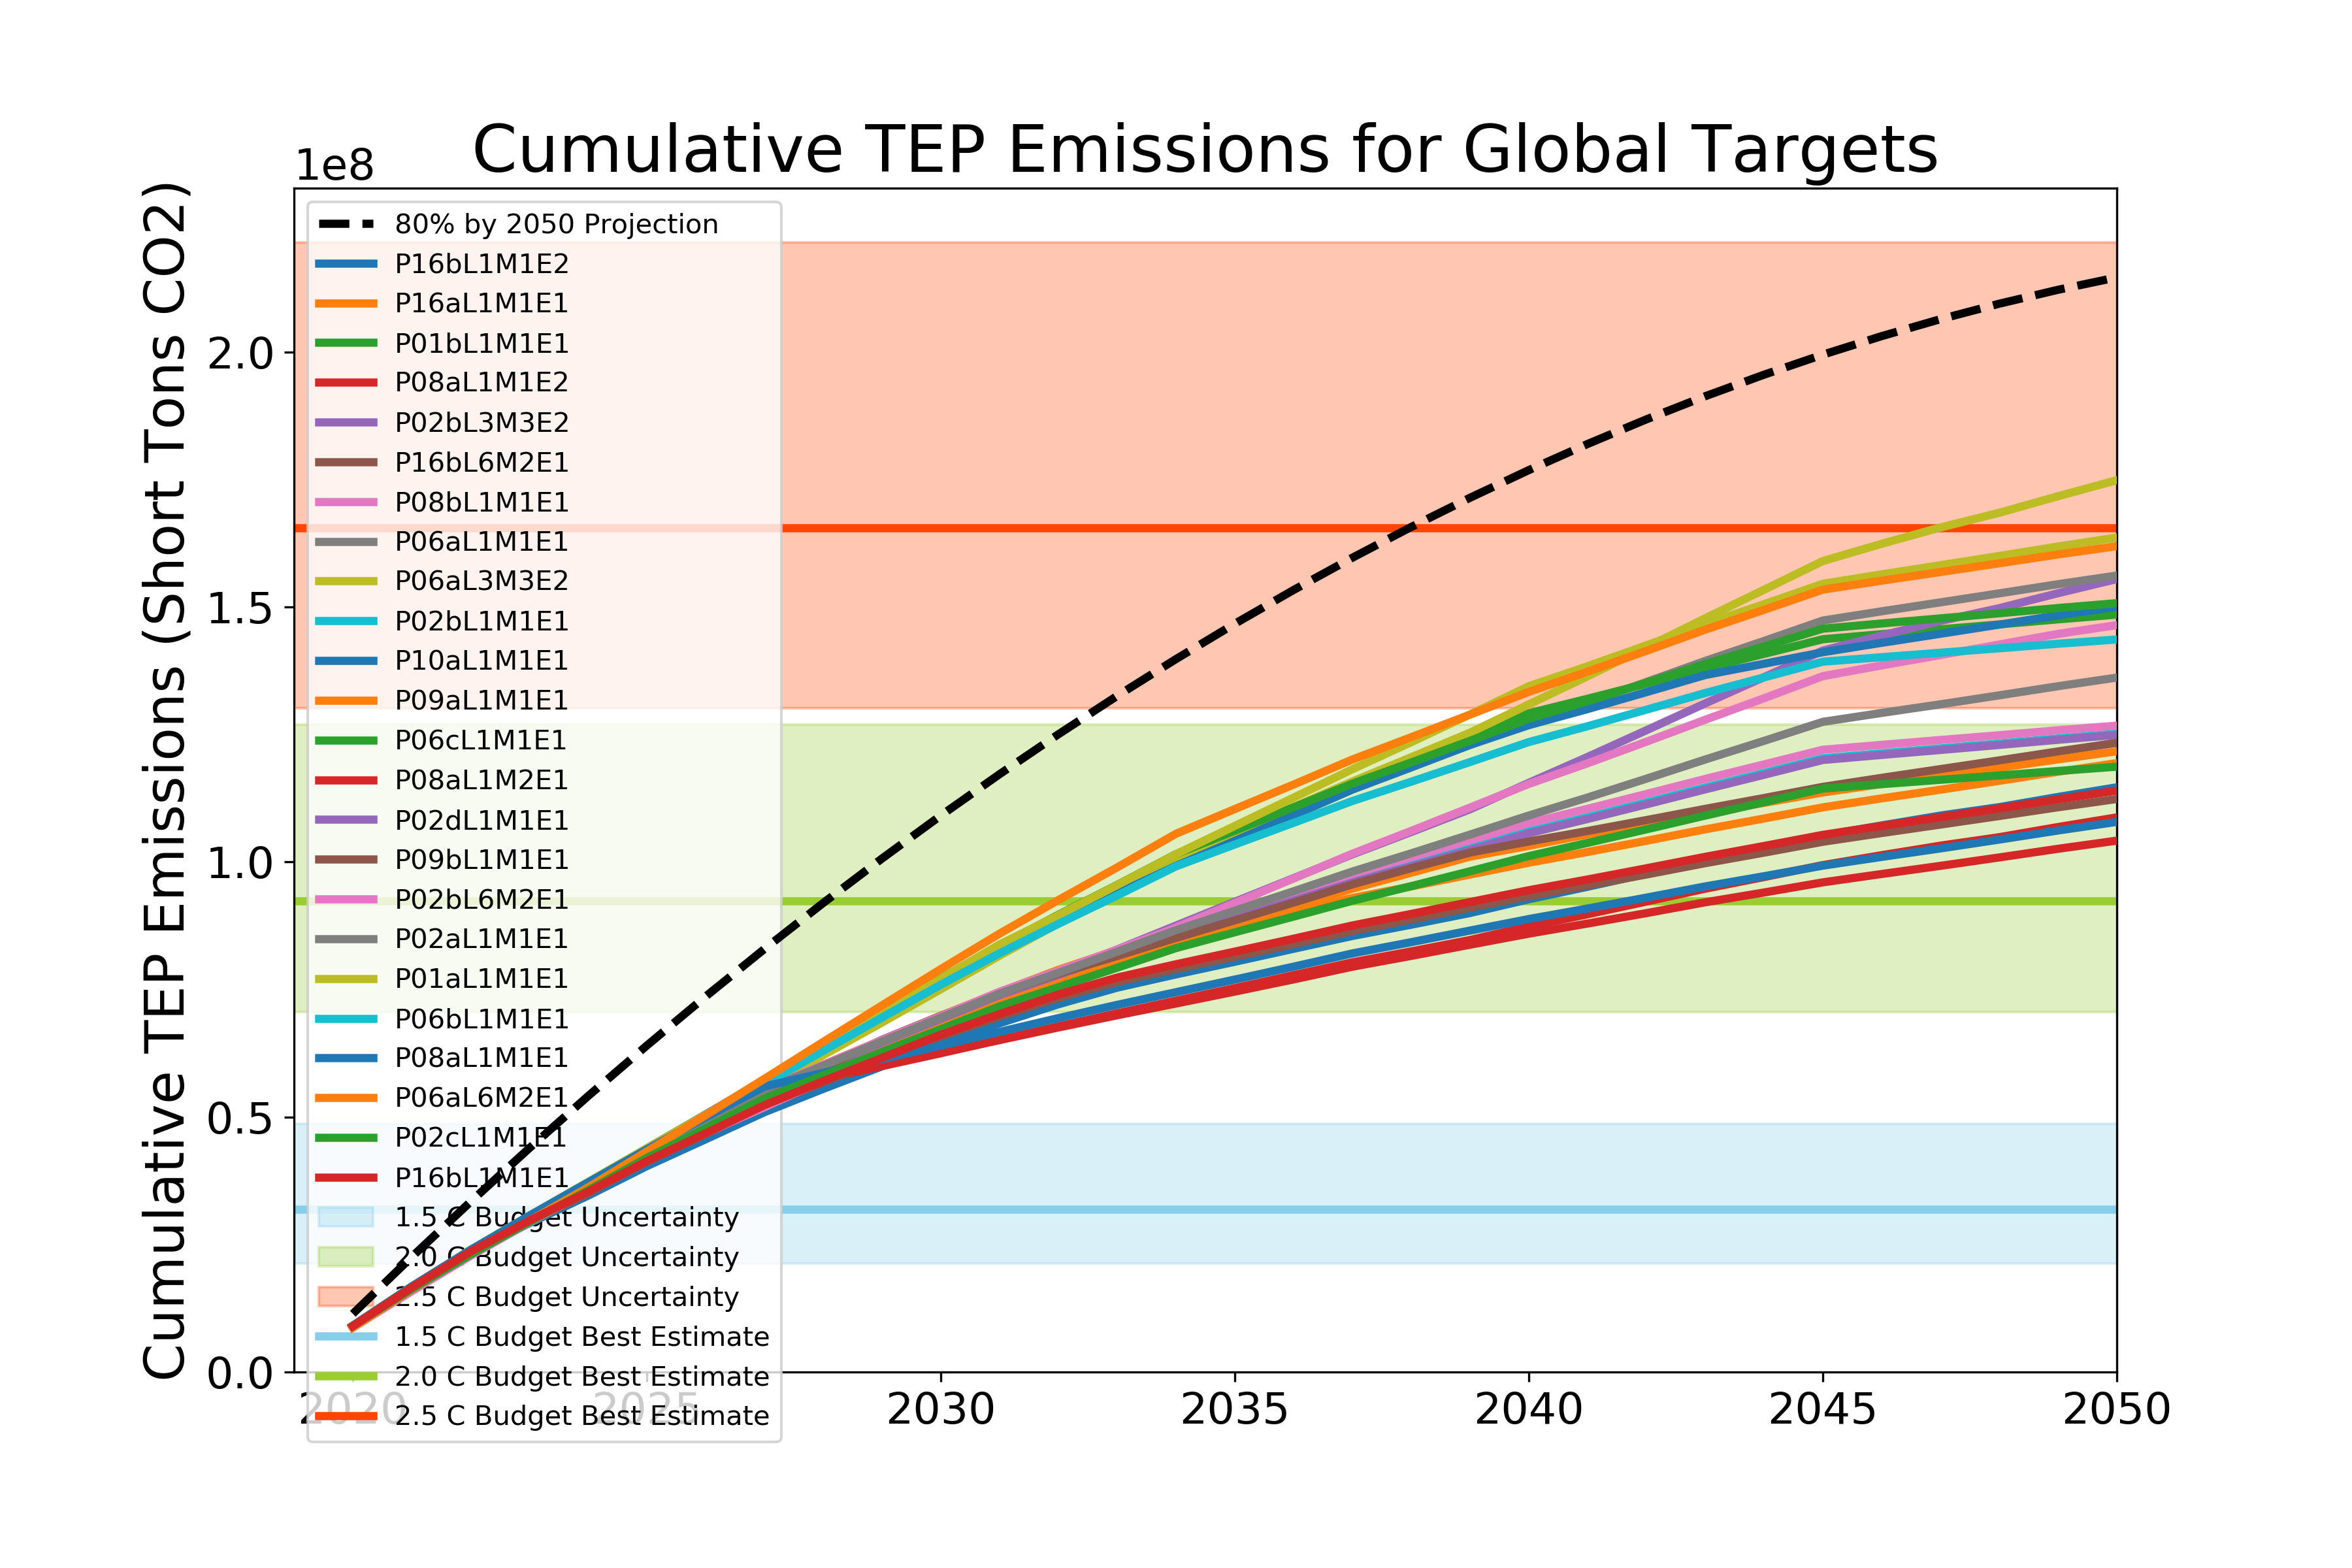 Cumulative TEP Emissions for Global Targets
1e8
Cumulative TEP Emissions (Short Tons CO2)
2.0
1.5
1.0
0.5
0.0
80% by 2050 Projection
P16bL1M1E2
P16aL1M1E1
P01bL1M1E1
P08aL1M1E2
P02bL3M3E2
P16bL6M2E1
P08bL1M1E1
P06aL1M1E1
P06aL3M3E2
P02bL1M1E1
P10aL1M1E1
P09aL1M1E1
P06cL1M1E1
P08aL1M2E1
P02dL1M1E1
P09bL1M1E1
P02bL6M2E1
P02aL1M1E1
P01aL1M1E1
P06bL1M1E1
P08aL1M1E1
P06aL6M2E1
P02cL1M1E1
P16bL1M1E1
1.5 C Budget Uncertainty
2.0 C Budget Uncertainty
2.5 C Budget Uncertainty
1.5 C Budget Best Estimate
2.0 C Budget Best Estimate
2.5 C Budget Best Estimate
2020 2025 2030 2035 2040 2045 2050